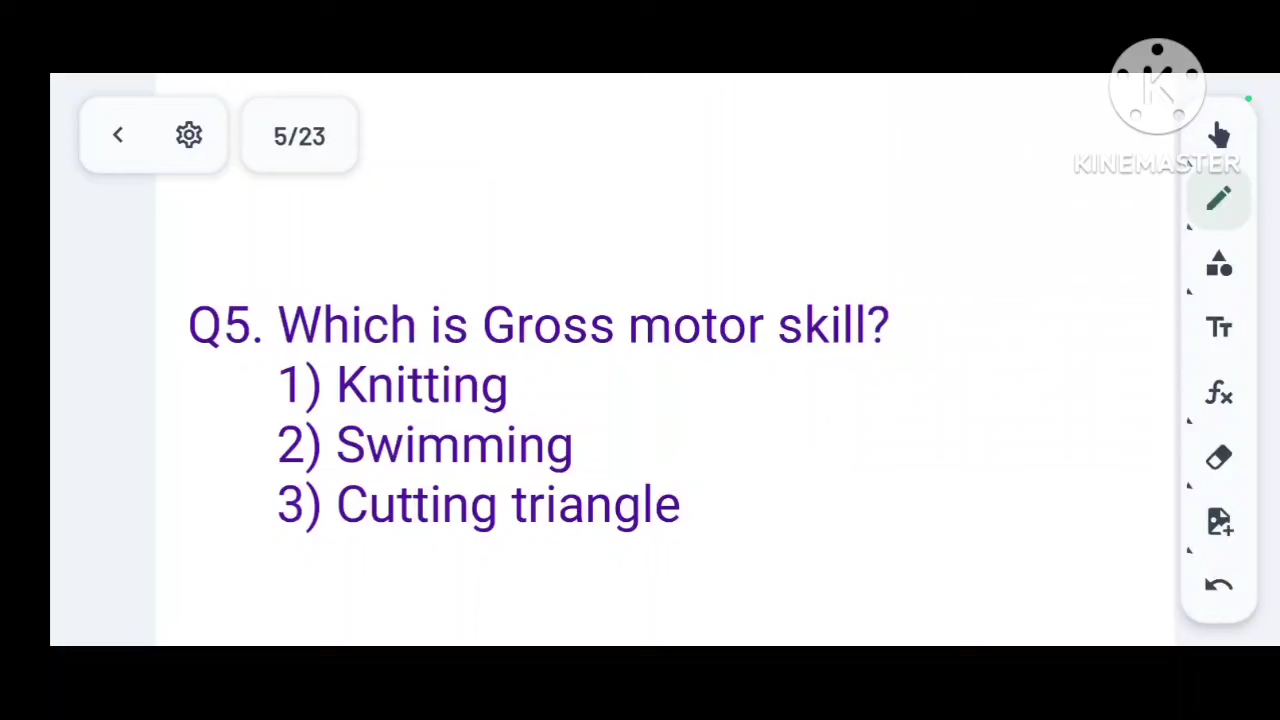 KINEMASTER
5/23
Q5. Which is Gross motor skill?
1) Knitting
2) Swimming
3) Cutting triangle